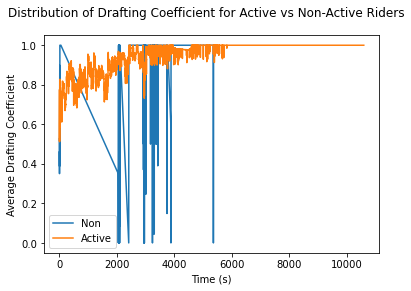 Distribution of Drafting Coefficient for Active vs Non-Active Riders
1.0
0.8
0.6
0.4
0.2
0.0
Average Drafting Coefficient
Non
Active
0 2000 4000 6000 8000 10000
Time (s)